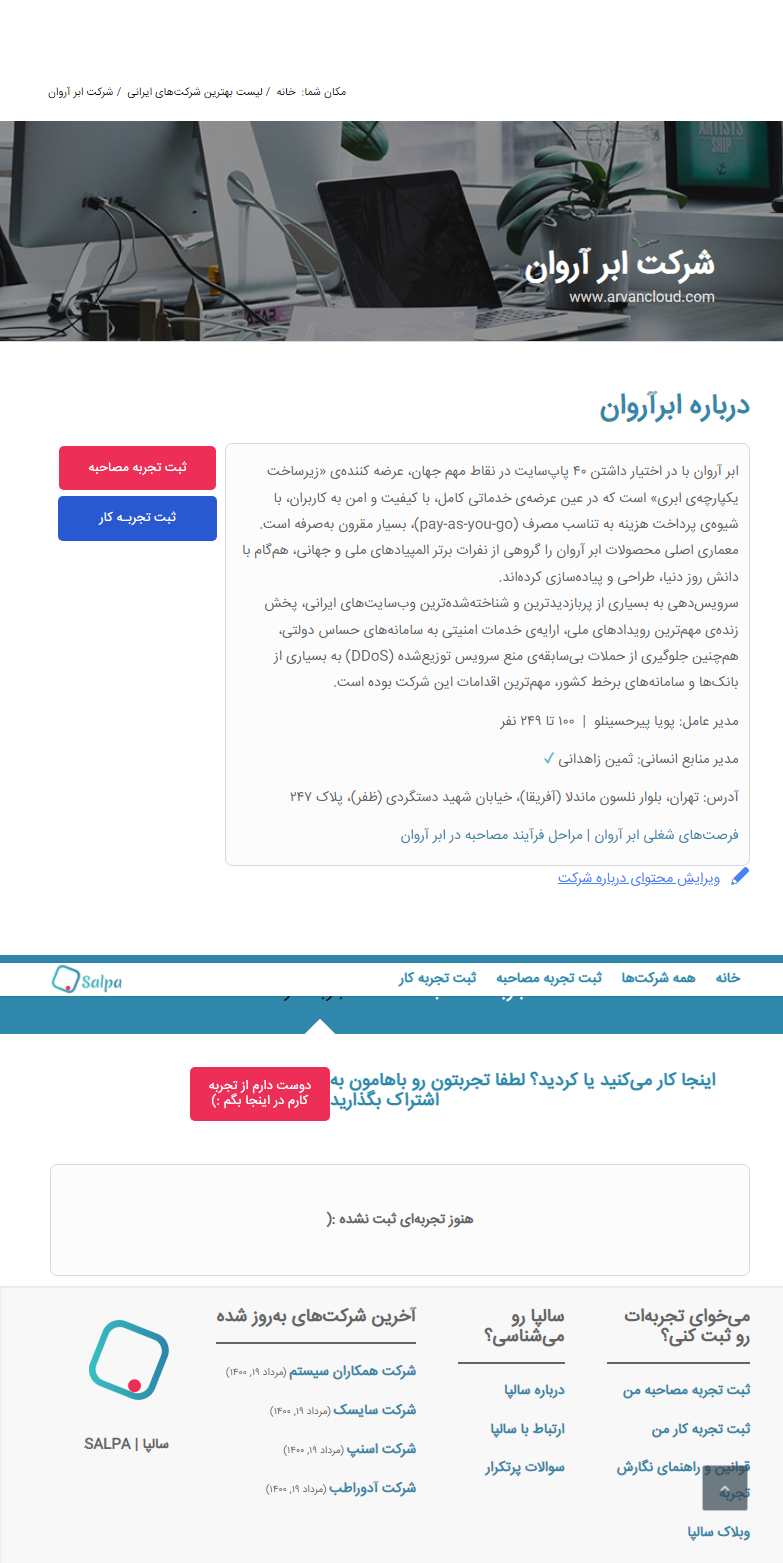 مکان شما: خانه / لیست بهترین شرکت‌های ایرانی / شرکت ابر آروان
ARTISTS
SHIP
شرکت ابر آروان
www.arvancloud.com
درباره ابرآروان
ثبت تجربه مصاحبه
ثبت تجربـه کار
ابر آروان با در اختیار داشتن ۴۰ پاپ‌سایت در نقاط مهم جهان، عرضه کننده‌ی «زیرساخت
یکپارچه‌ی ابری» است که در عین عرضه‌ی خدماتی کامل، با کیفیت و امن به کاربران، با
شیوه‌ی پرداخت هزینه به تناسب مصرف (pay-as-you-go)، بسیار مقرون به‌صرفه است.
معماری اصلی محصولات ابر آروان را گروهی از نفرات برتر المپیادهای ملی و جهانی، هم‌گام با
دانش روز دنیا، طراحی و پیاده‌سازی کرده‌اند.
سرویس‌دهی به بسیاری از پربازدیدترین و شناخته‌شده‌ترین وب‌سایت‌های ایرانی، پخش
زنده‌ی مهم‌ترین رویدادهای ملی، ارایه‌ی خدمات امنیتی به سامانه‌های حساس دولتی،
هم‌چنین جلوگیری از حملات بی‌سابقه‌ی منع سرویس توزیع‌شده (DDoS) به بسیاری از
بانک‌ها و سامانه‌های برخط کشور، مهم‌ترین اقدامات این شرکت بوده است.
مدیر عامل: پویا پیرحسینلو | ۱۰۰ تا ۲۴۹ نفر
مدیر منابع انسانی: ثمین زاهدانی ✓
آدرس: تهران، بلوار نلسون ماندلا (آفریقا)، خیابان شهید دستگردی (ظفر)، پلاک ۲۴۷
فرصت‌های شغلی ابر آروان | مراحل فرآیند مصاحبه در ابر آروان
ویرایش محتوای درباره شرکت
خانه همه شرکت‌ها ثبت تجربه مصاحبه ثبت تجربه کار
Salpa
اینجا کار می‌کنید یا کردید؟ لطفا تجربتون رو باهامون به
اشتراک بگذارید
دوست دارم از تجربه
کارم در اینجا بگم :)
هنوز تجربه‌ای ثبت نشده :(
می‌خوای تجربه‌ات
رو ثبت کنی؟
ثبت تجربه مصاحبه من
ثبت تجربه کار من
قوانین و راهنمای نگارش
تجربه
وبلاک سالپا
سالپا رو
می‌شناسی؟
درباره سالپا
ارتباط با سالپا
سوالات پرتکرار
آخرین شرکت‌های به‌روز شده
شرکت همکاران سیستم (مرداد ۱۹, ۱۴۰۰)
شرکت سایسک (مرداد ۱۹, ۱۴۰۰)
شرکت اسنپ (مرداد ۱۹, ۱۴۰۰)
شرکت آدوراطب (مرداد ۱۹, ۱۴۰۰)
سالپا | SALPA